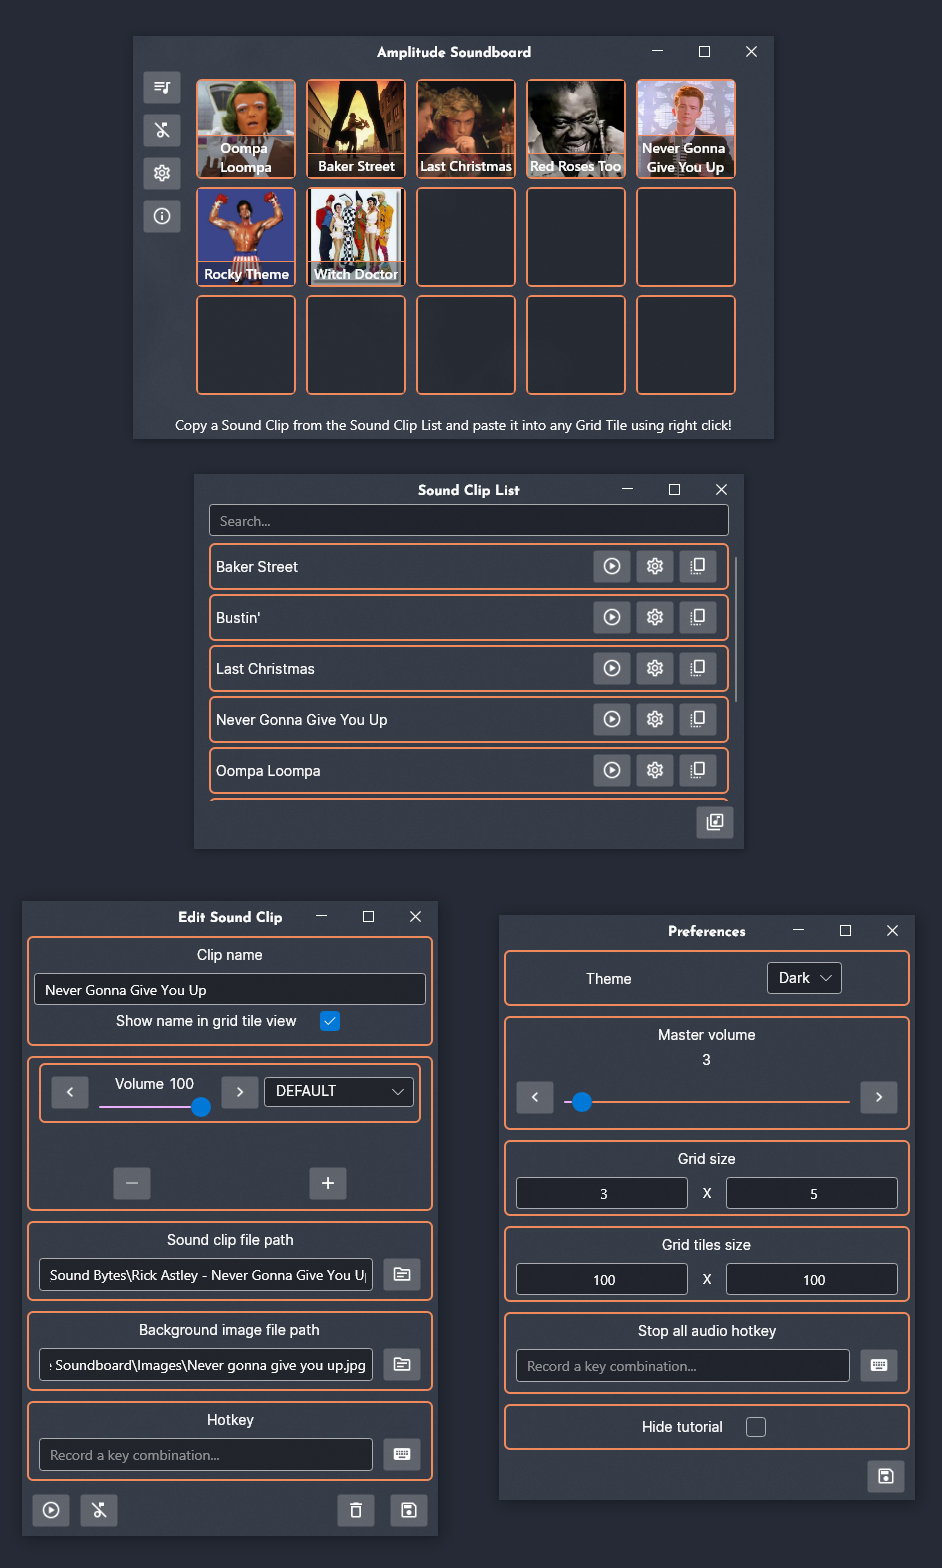 Amplitude Soundboard
Oompa
Loompa
Baker Street
Last Christmas
Red Roses Too
Never Gonna
Give You Up
Rocky Theme
Witch Doctor
Copy a Sound Clip from the Sound Clip List and paste it into any Grid Tile using right click!
Sound Clip List
Search...
Baker Street
Bustin'
Last Christmas
Never Gonna Give You Up
Oompa Loompa
Edit Sound Clip
Clip name
Never Gonna Give You Up
Show name in grid tile view
Volume 100
DEFAULT
Sound clip file path
Sound Bytes\Rick Astley - Never Gonna Give You U
Background image file path
Soundboard\Images\Never gonna give you up.jpg
Hotkey
Record a key combination...
Preferences
Theme
Dark
Master volume
3
Grid size
3 X 5
Grid tiles size
100 X 100
Stop all audio hotkey
Record a key combination...
Hide tutorial